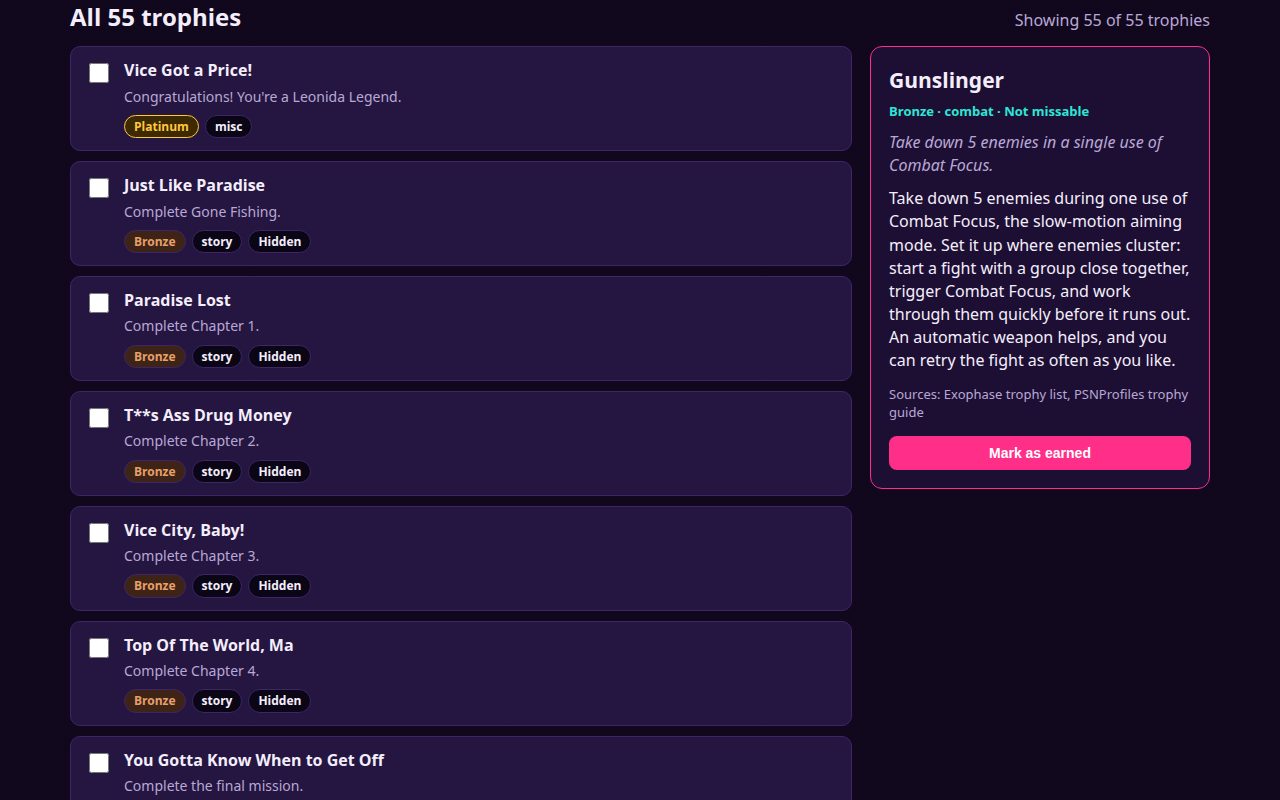 All 55 trophies
Showing 55 of 55 trophies
Vice Got a Price!
Congratulations! You're a Leonida Legend.
Platinum
misc
Just Like Paradise
Complete Gone Fishing.
Bronze
story
Hidden
Paradise Lost
Complete Chapter 1.
Bronze
story
Hidden
T**s Ass Drug Money
Complete Chapter 2.
Bronze
story
Hidden
Vice City, Baby!
Complete Chapter 3.
Bronze
story
Hidden
Top Of The World, Ma
Complete Chapter 4.
Bronze
story
Hidden
You Gotta Know When to Get Off
Complete the final mission.
Gunslinger
Bronze · combat · Not missable
Take down 5 enemies in a single use of
Combat Focus.
Take down 5 enemies during one use of
Combat Focus, the slow-motion aiming
mode. Set it up where enemies cluster:
start a fight with a group close together,
trigger Combat Focus, and work
through them quickly before it runs out.
An automatic weapon helps, and you
can retry the fight as often as you like.
Sources: Exophase trophy list, PSNProfiles trophy
guide
Mark as earned